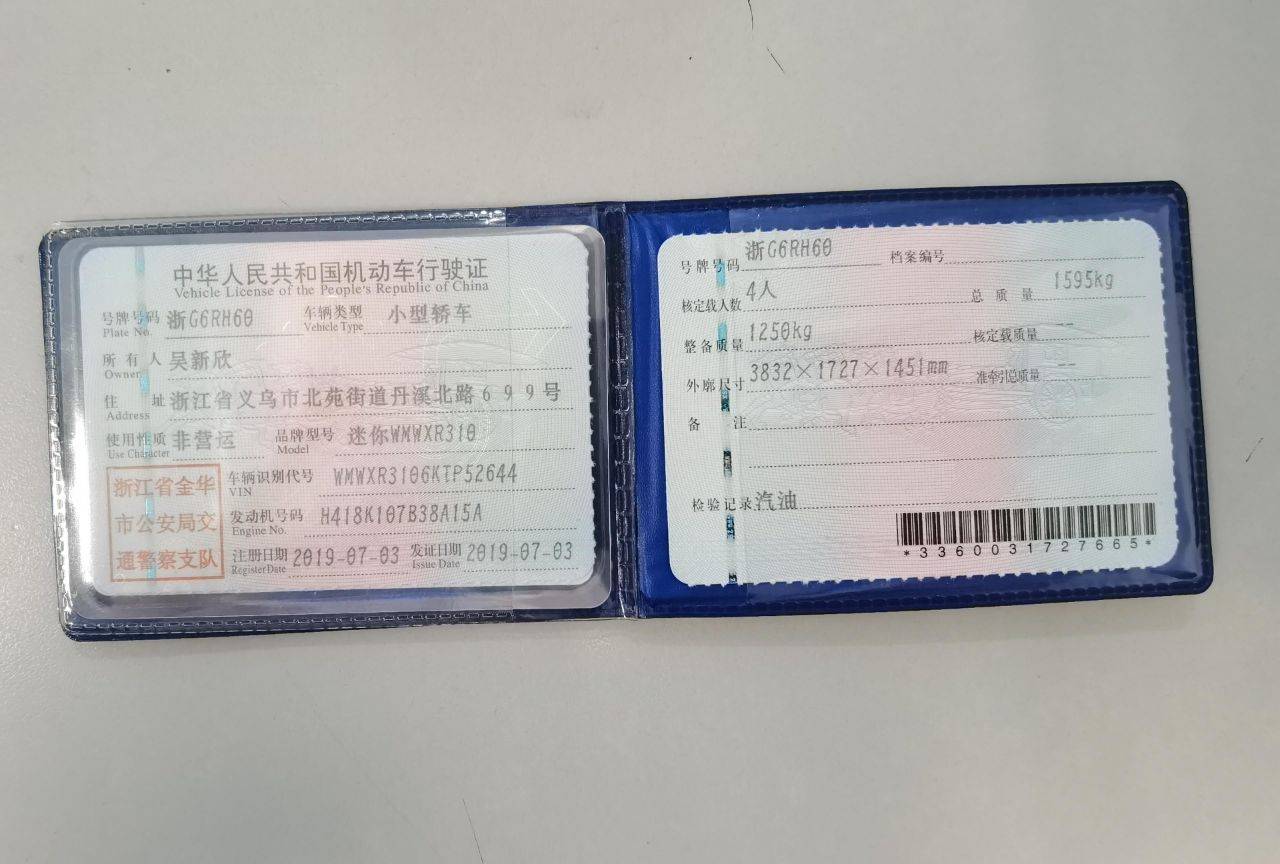 中华人民共和国机动车行驶证
Vehicle License of the People's Republic of China
号牌号码 浙G6RH60 车辆类型 小型轿车
Plate No. Vehicle Type
所有人 吴新欣
Owner
住址 浙江省义乌市北苑街道丹溪北路699号
Address
使用性质 非营运 品牌型号 迷你WMWXR310
Use Character Model
浙江省金华
市公安局交
通警察支队
车辆识别代号 WMWXR3106KTP52644
VIN
发动机号码 H418K107B38A15A
Engine No.
注册日期 2019-07-03 发证日期 2019-07-03
Register Date Issue Date
号牌号码 浙G6RH60 档案编号
核定载人数 4人 总质量 1595kg
整备质量 1250kg 核定载质量 --
外廓尺寸 3832×1727×1451mm 准牵引总质量 --
备注
检验记录 汽油
*3360031727665*